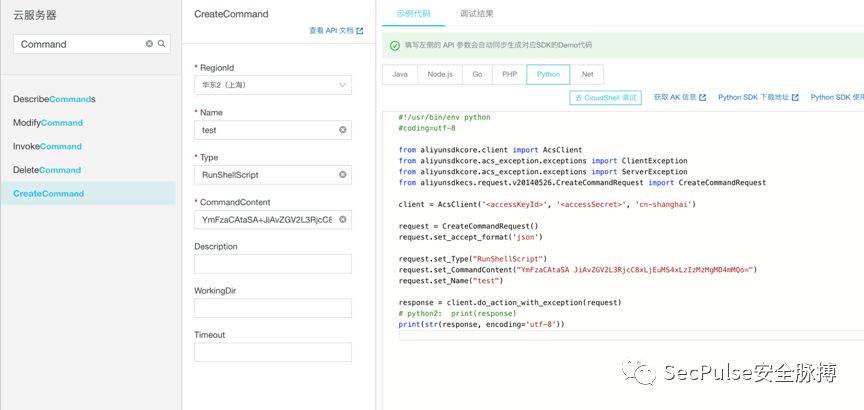 云服务器
Command
DescribeCommands
ModifyCommand
InvokeCommand
DeleteCommand
CreateCommand
CreateCommand
查看 API 文档
* RegionId
华东2（上海）
* Name
test
* Type
RunShellScript
* CommandContent
YmFzaCAtaSA+JiAvZGV2L3RjcC8
Description
WorkingDir
Timeout
示例代码 调试结果
填写左侧的 API 参数会自动同步生成对应SDK的Demo代码
Java Node.js Go PHP Python .Net
去 CloudShell 调试 获取 AK 信息 Python SDK 下载地址 Python SDK 使用
#!/usr/bin/env python
#coding=utf-8
from aliyunsdkcore.client import AcsClient
from aliyunsdkcore.acs_exception.exceptions import ClientException
from aliyunsdkcore.acs_exception.exceptions import ServerException
from aliyunsdkecs.request.v20140526.CreateCommandRequest import CreateCommandRequest
client = AcsClient('<accessKeyId>', '<accessSecret>', 'cn-shanghai')
request = CreateCommandRequest()
request.set_accept_format('json')
request.set_Type("RunShellScript")
request.set_CommandContent("YmFzaCAtaSA JiAvZGV2L3RjcC8xLjEuMS4xLzIzMzMgMD4mMQo=")
request.set_Name("test")
response = client.do_action_with_exception(request)
# python2: print(response)
print(str(response, encoding='utf-8'))
SecPulse安全脉搏